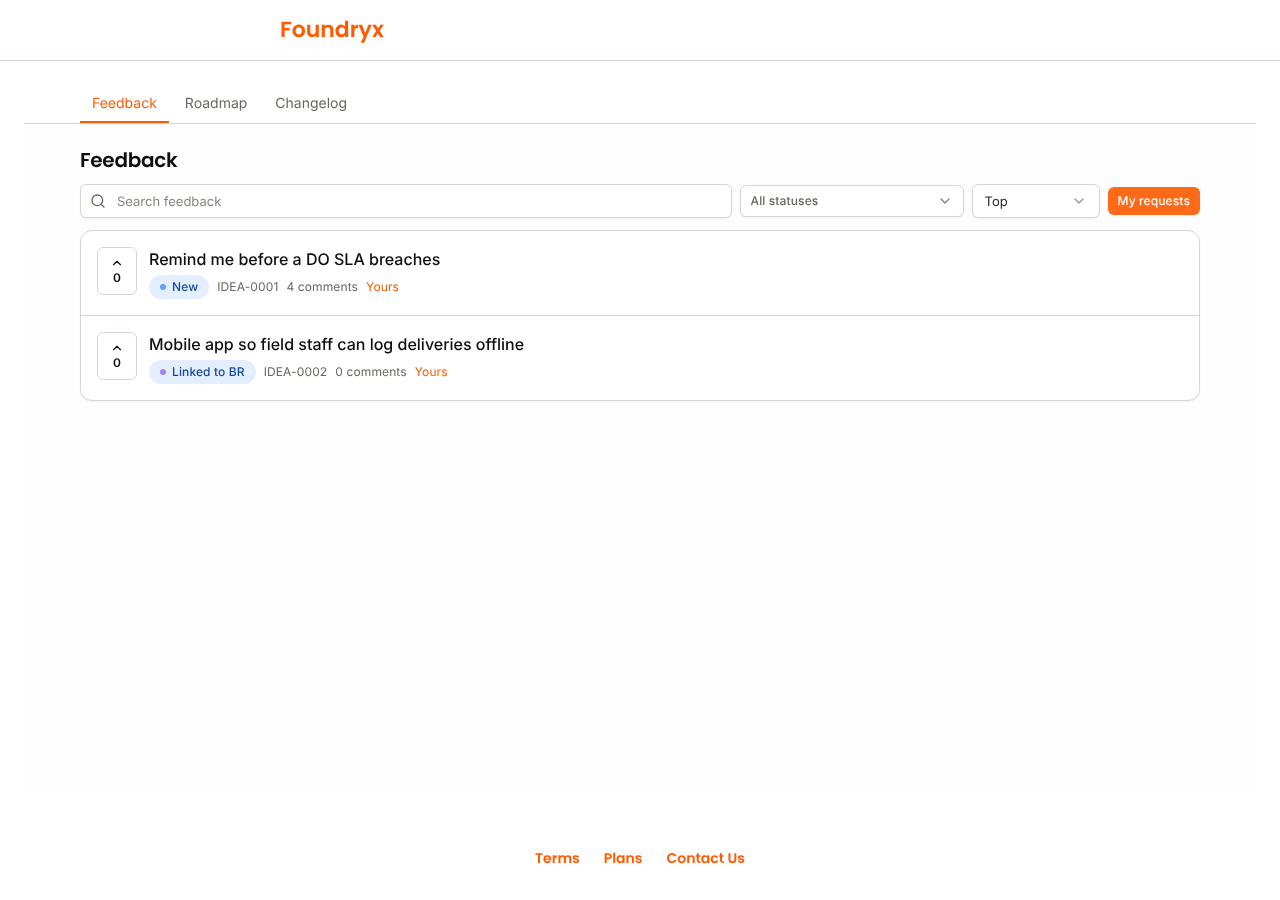 Foundryx
Feedback Roadmap Changelog
Feedback
Search feedback All statuses Top My requests
Remind me before a DO SLA breaches
0
New IDEA-0001 4 comments Yours
Mobile app so field staff can log deliveries offline
0
Linked to BR IDEA-0002 0 comments Yours
Terms Plans Contact Us